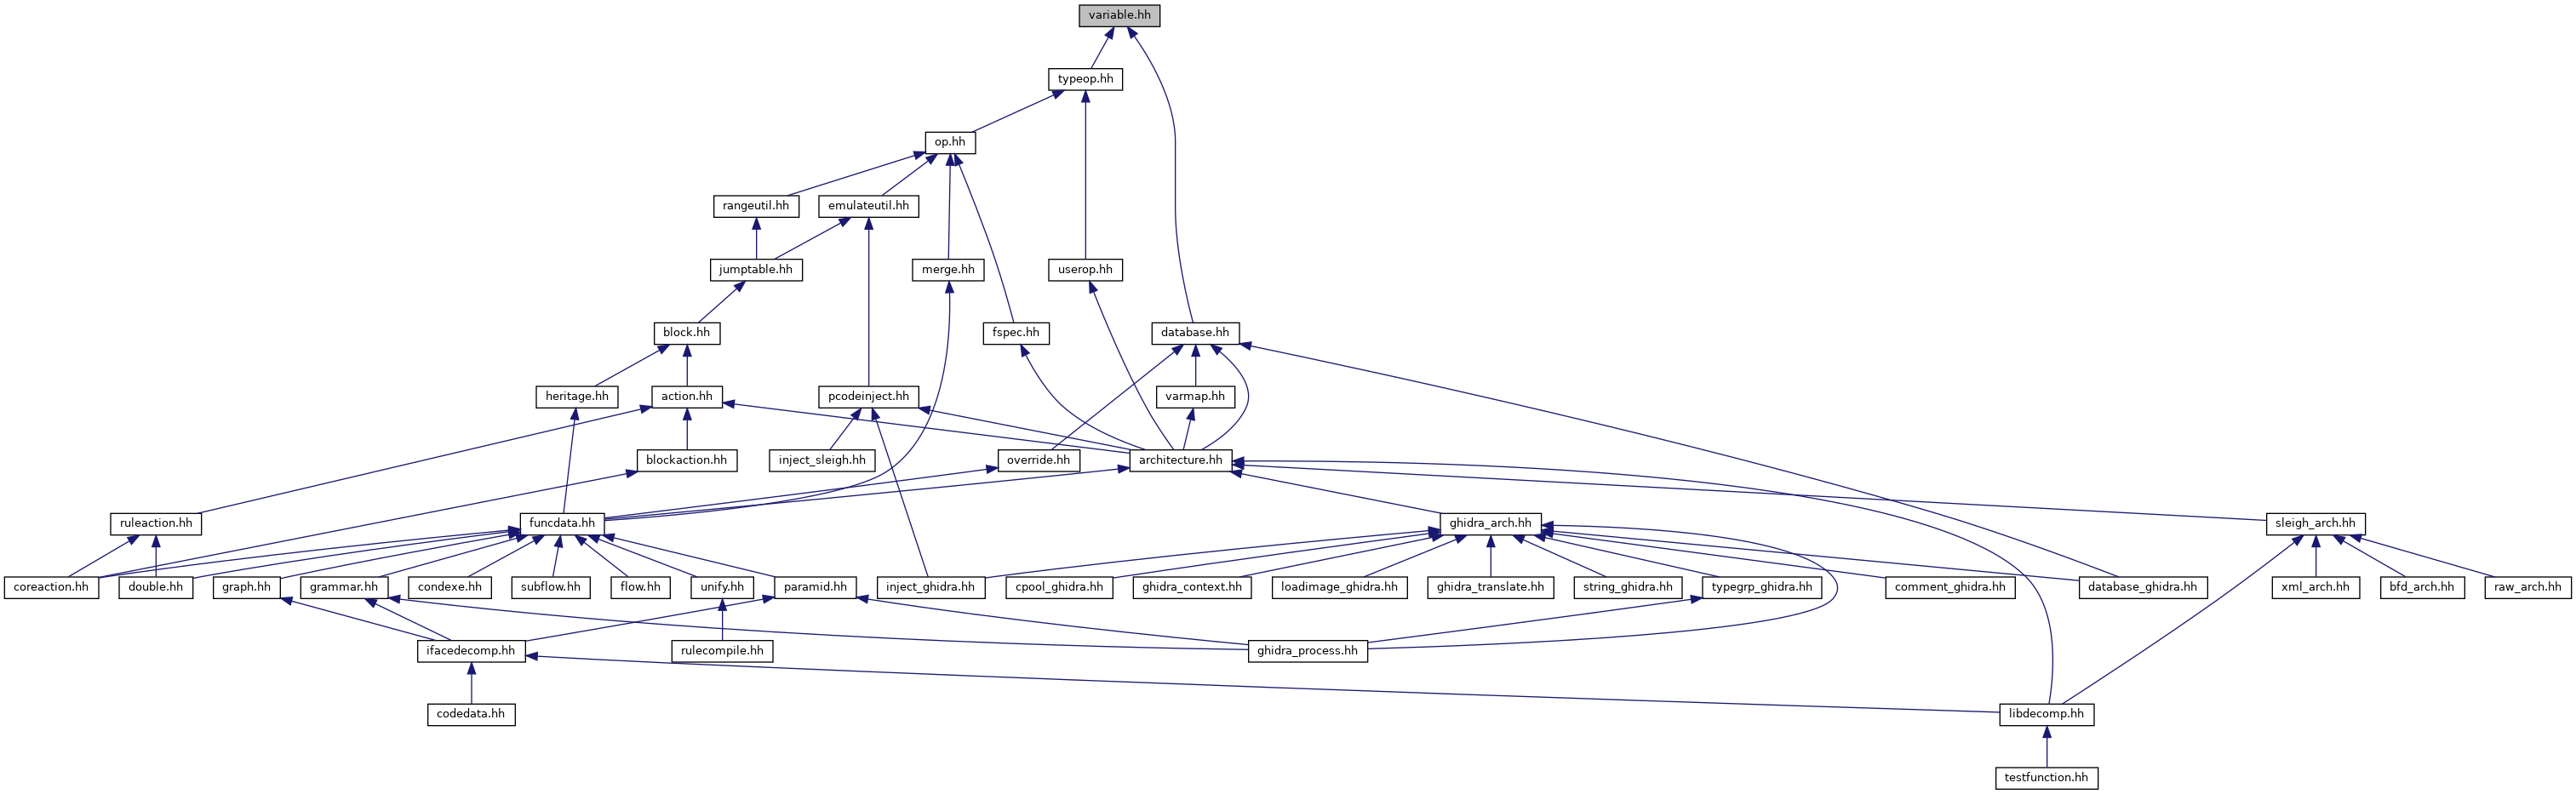 variable.hh
typeop.hh
op.hh
rangeutil.hh
emulateutil.hh
jumptable.hh
merge.hh
userop.hh
block.hh
fspec.hh
database.hh
heritage.hh
action.hh
pcodeinject.hh
varmap.hh
blockaction.hh
inject_sleigh.hh
override.hh
architecture.hh
ruleaction.hh
funcdata.hh
ghidra_arch.hh
sleigh_arch.hh
coreaction.hh
double.hh
graph.hh
grammar.hh
condexe.hh
subflow.hh
flow.hh
unify.hh
paramid.hh
inject_ghidra.hh
cpool_ghidra.hh
ghidra_context.hh
loadimage_ghidra.hh
ghidra_translate.hh
string_ghidra.hh
typegrp_ghidra.hh
comment_ghidra.hh
database_ghidra.hh
xml_arch.hh
bfd_arch.hh
raw_arch.hh
ifacedecomp.hh
rulecompile.hh
ghidra_process.hh
codedata.hh
libdecomp.hh
testfunction.hh